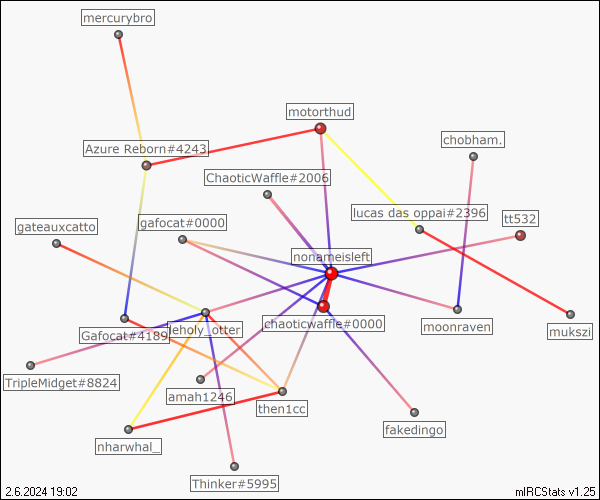 mercurybro
motorthud
Azure Reborn#4243
chobham.
ChaoticWaffle#2006
lucas das oppai#2396
tt532
gateauxcatto
gafocat#0000
nonameisleft
chaoticwaffle#0000
leholy_otter
Gafocat#4189
moonraven
mukszi
TripleMidget#8824
amah1246
then1cc
fakedingo
nharwhal_
Thinker#5995
2.6.2024 19:02
mIRCStats v1.25